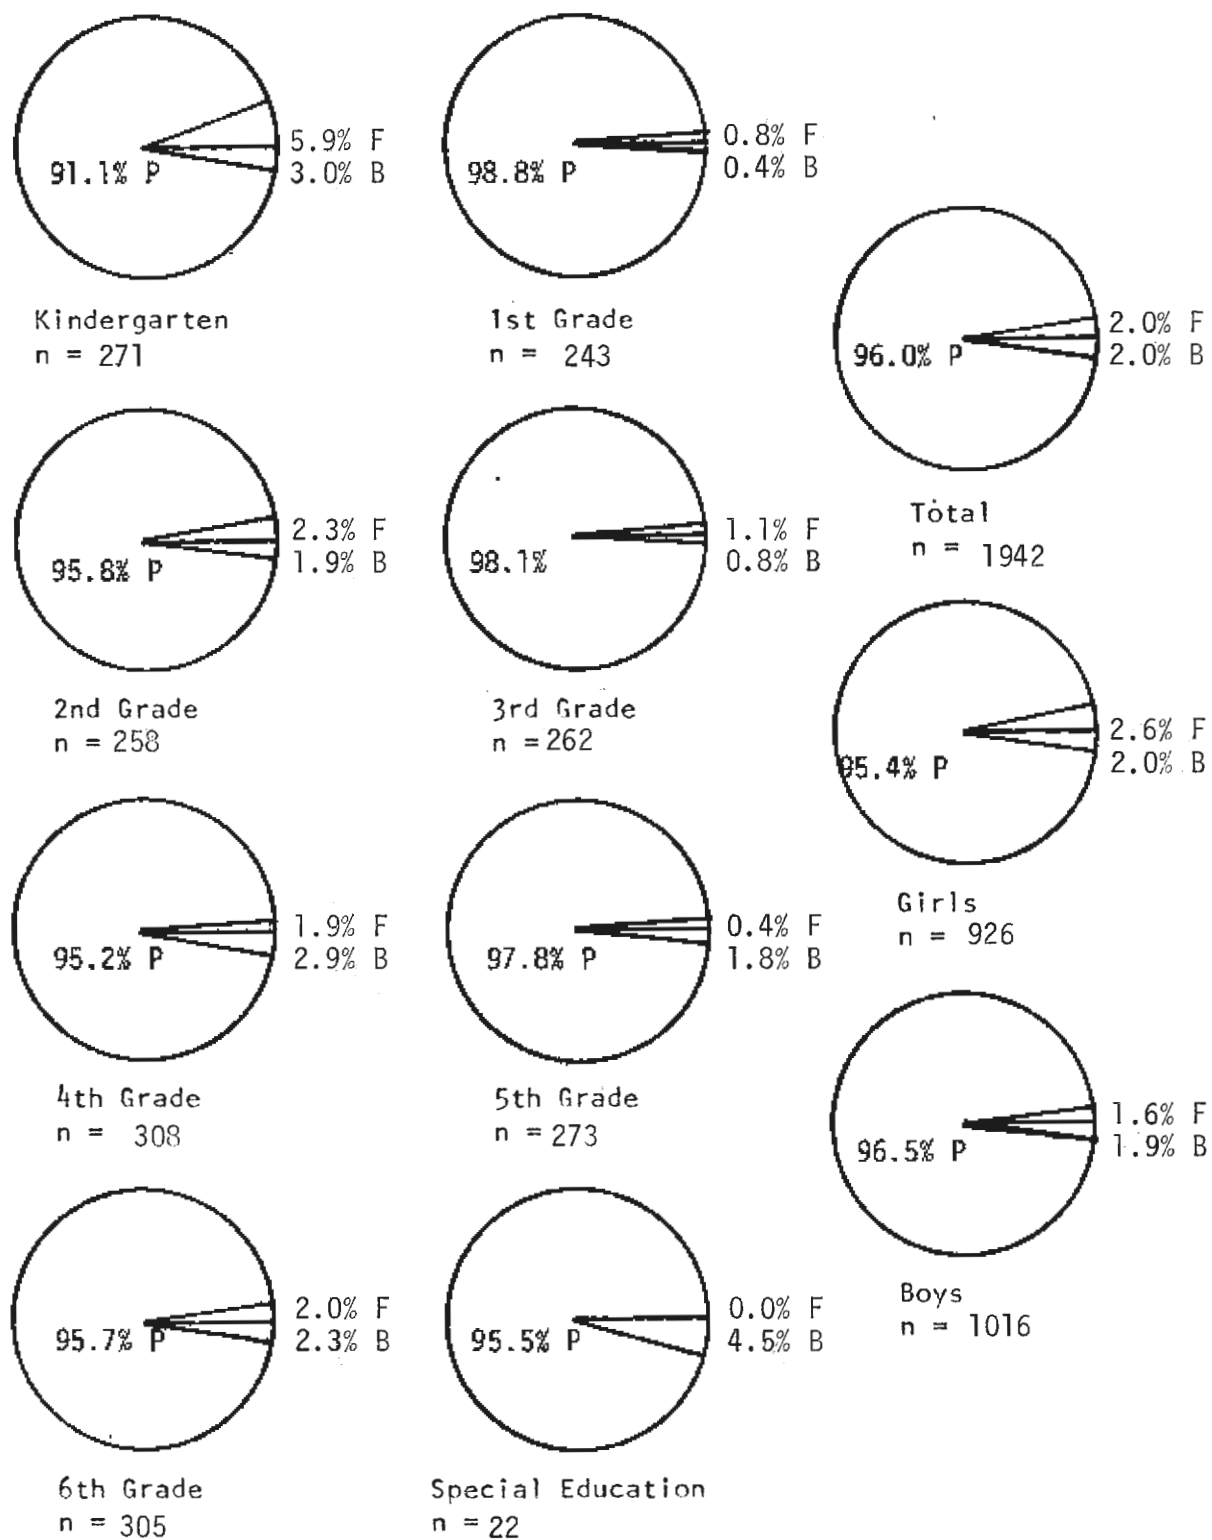 91.1% P
5.9% F
3.0% B
Kindergarten
n = 271
98.8% P
0.8% F
0.4% B
1st Grade
n = 243
96.0% P
2.0% F
2.0% B
Total
n = 1942
95.8% P
2.3% F
1.9% B
2nd Grade
n = 258
98.1%
1.1% F
0.8% B
3rd Grade
n = 262
95.4% P
2.6% F
2.0% B
Girls
n = 926
95.2% P
1.9% F
2.9% B
4th Grade
n = 308
97.8% P
0.4% F
1.8% B
5th Grade
n = 273
96.5% P
1.6% F
1.9% B
Boys
n = 1016
95.7% P
2.0% F
2.3% B
6th Grade
n = 305
95.5% P
0.0% F
4.5% B
Special Education
n = 22